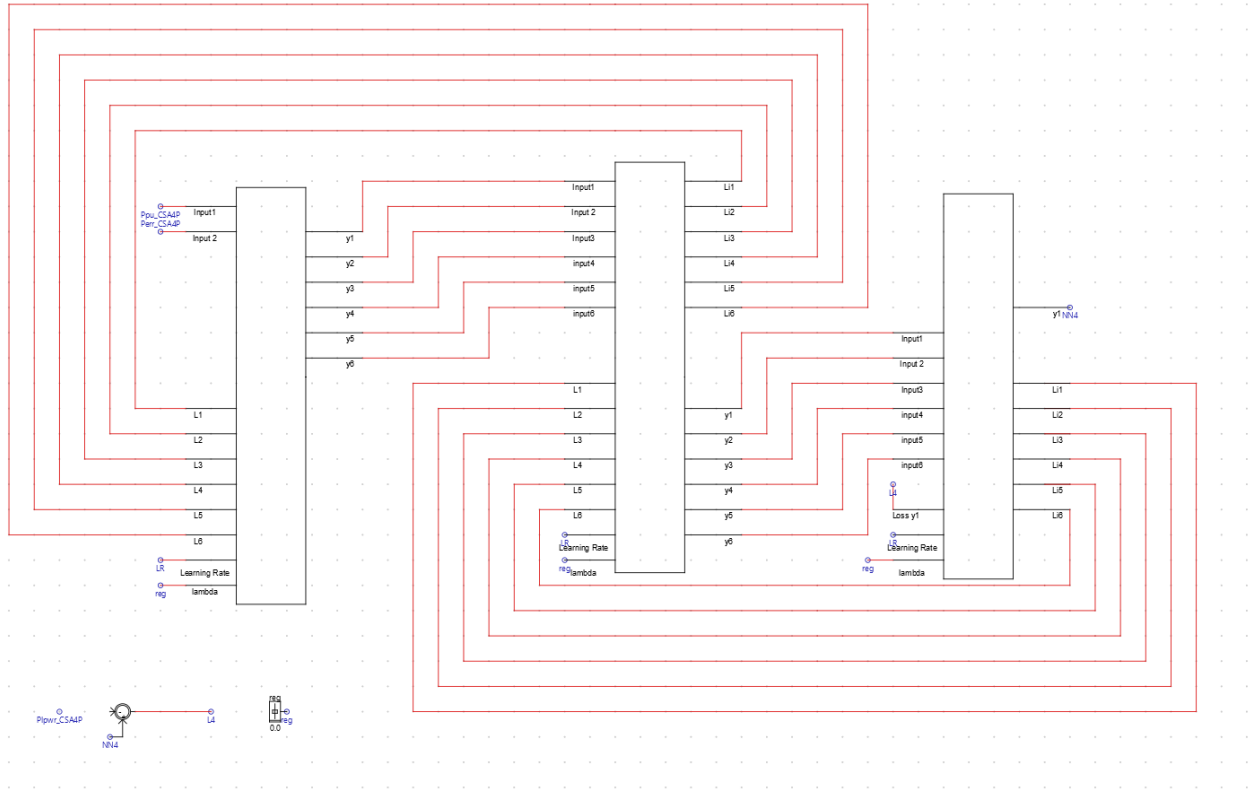 Ppu_CSA4P
Perr_CSA4P
Input1
Input 2
y1
y2
y3
y4
y5
y6
L1
L2
L3
L4
L5
L6
LR
Learning Rate
reg
lambda
Input1
Input 2
Input3
input4
input5
input6
Li1
Li2
Li3
Li4
Li5
Li6
L1
L2
L3
L4
L5
L6
LR
Learning Rate
reg
lambda
y1
y2
y3
y4
y5
y6
Input1
Input 2
Input3
input4
input5
input6
L4
Loss y1
LR
Learning Rate
reg
lambda
y1
NN4
Li1
Li2
Li3
Li4
Li5
Li6
Plpwr_CSA4P
-
NN4
L4
reg
reg
0.0